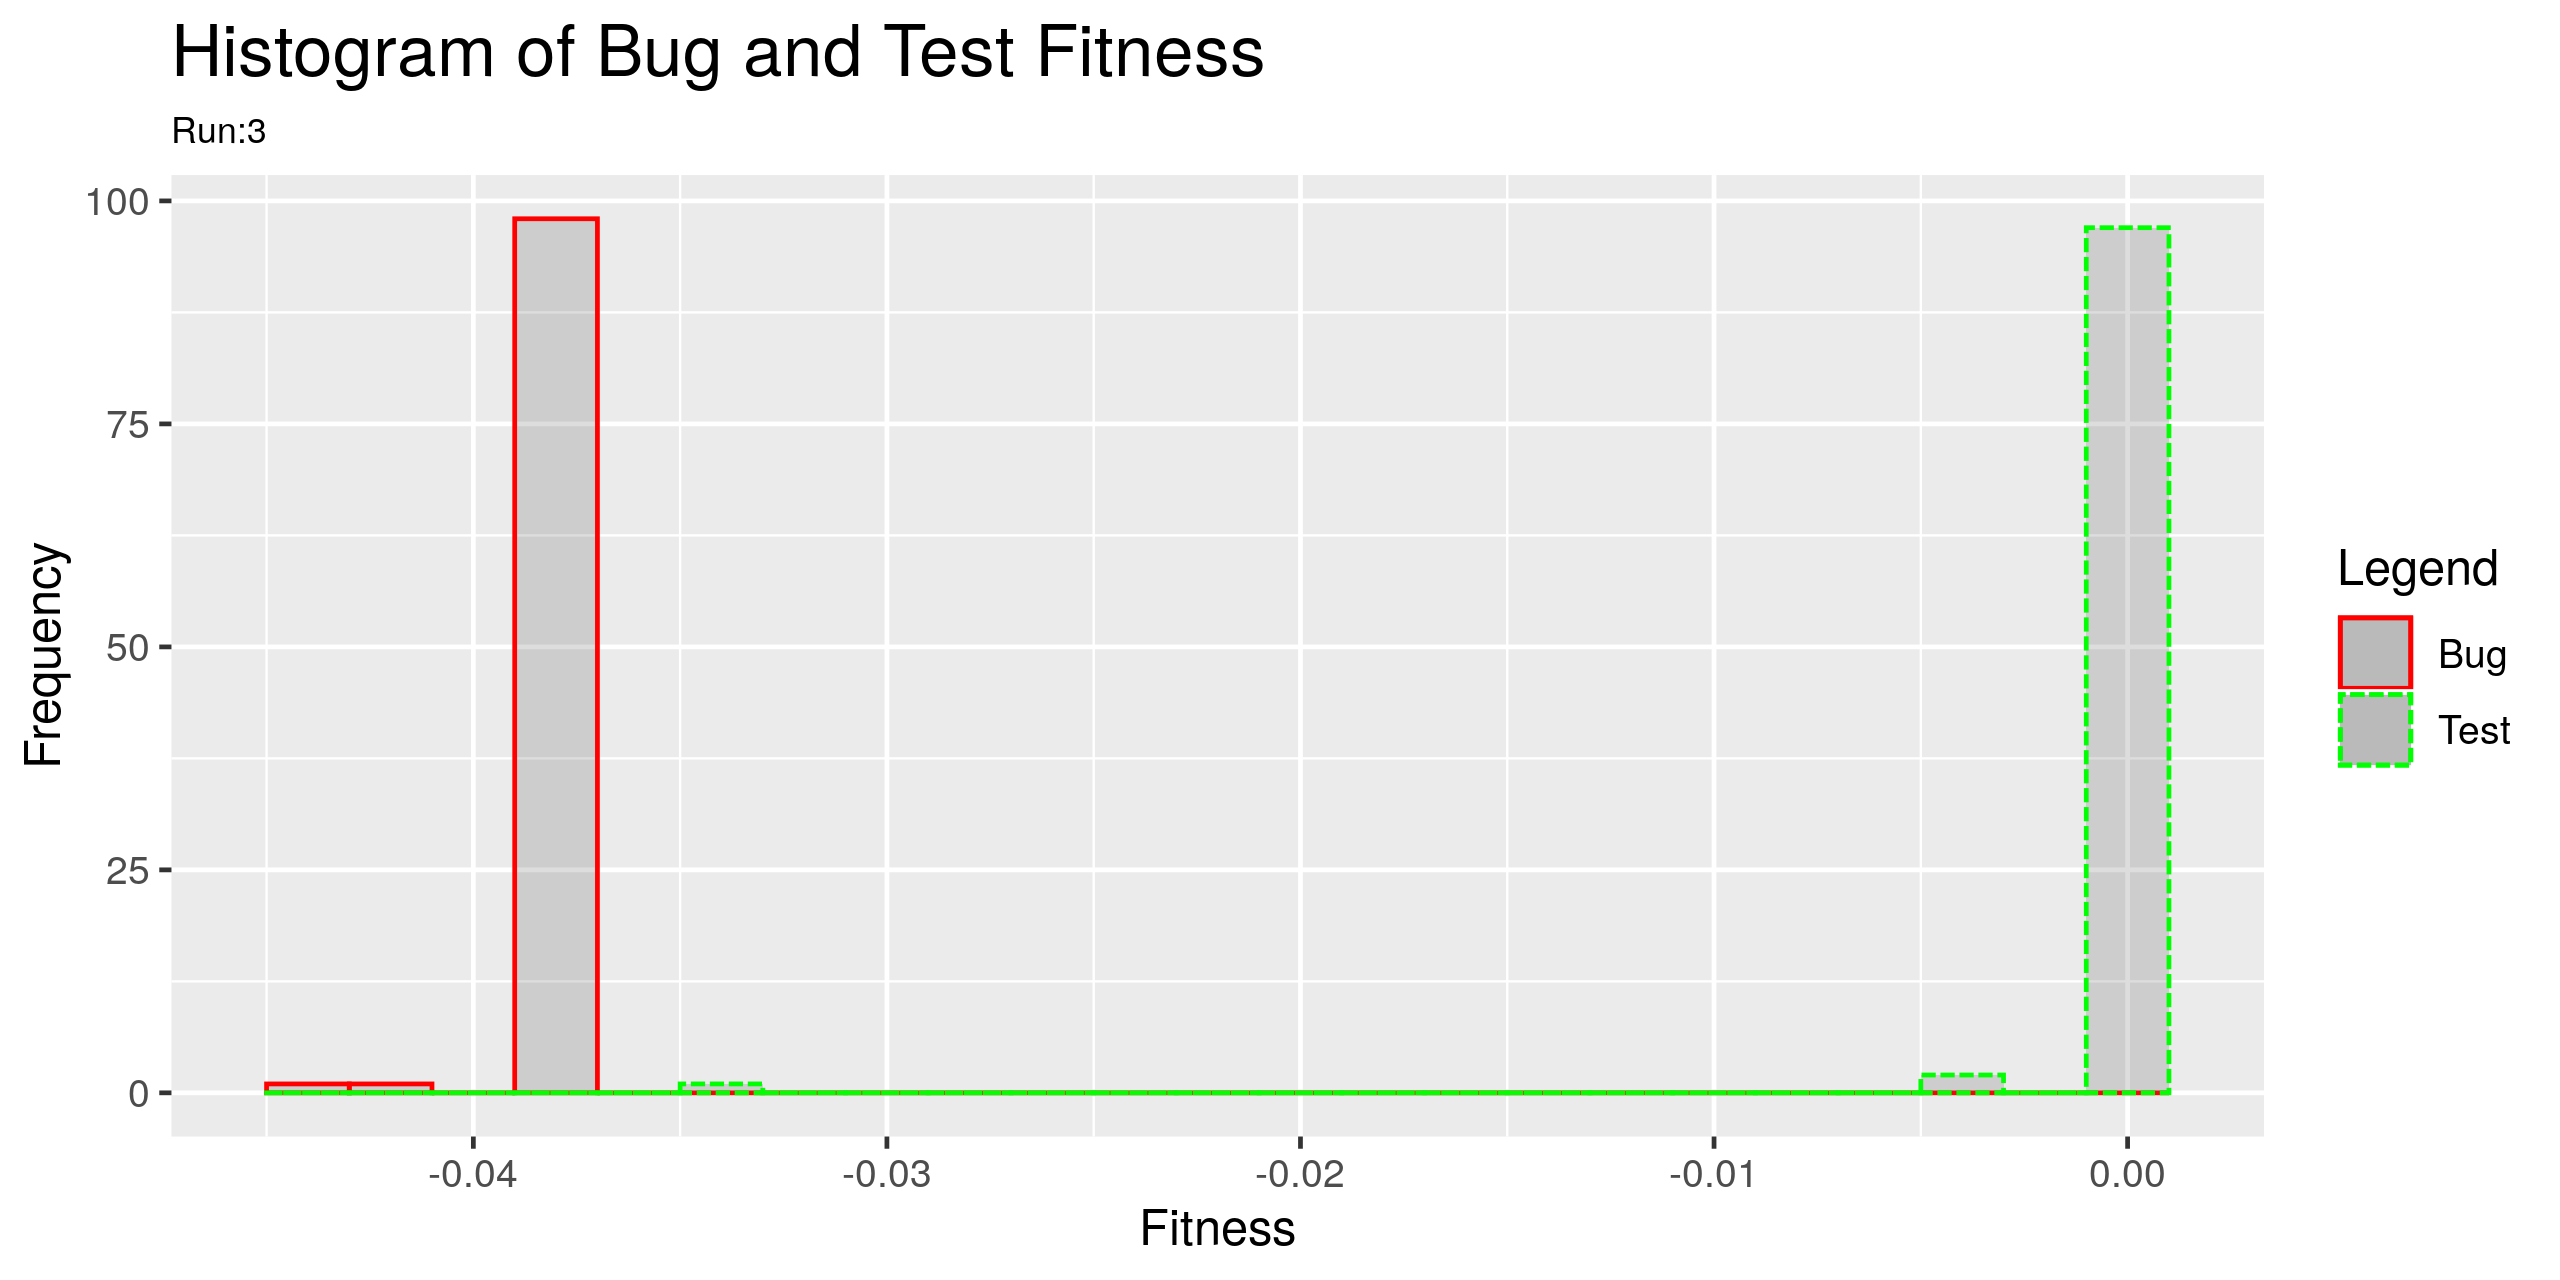 Histogram of Bug and Test Fitness
Run:3
100
75
50
25
0
Frequency
-0.04
-0.03
-0.02
-0.01
0.00
Fitness
Legend
Bug
Test